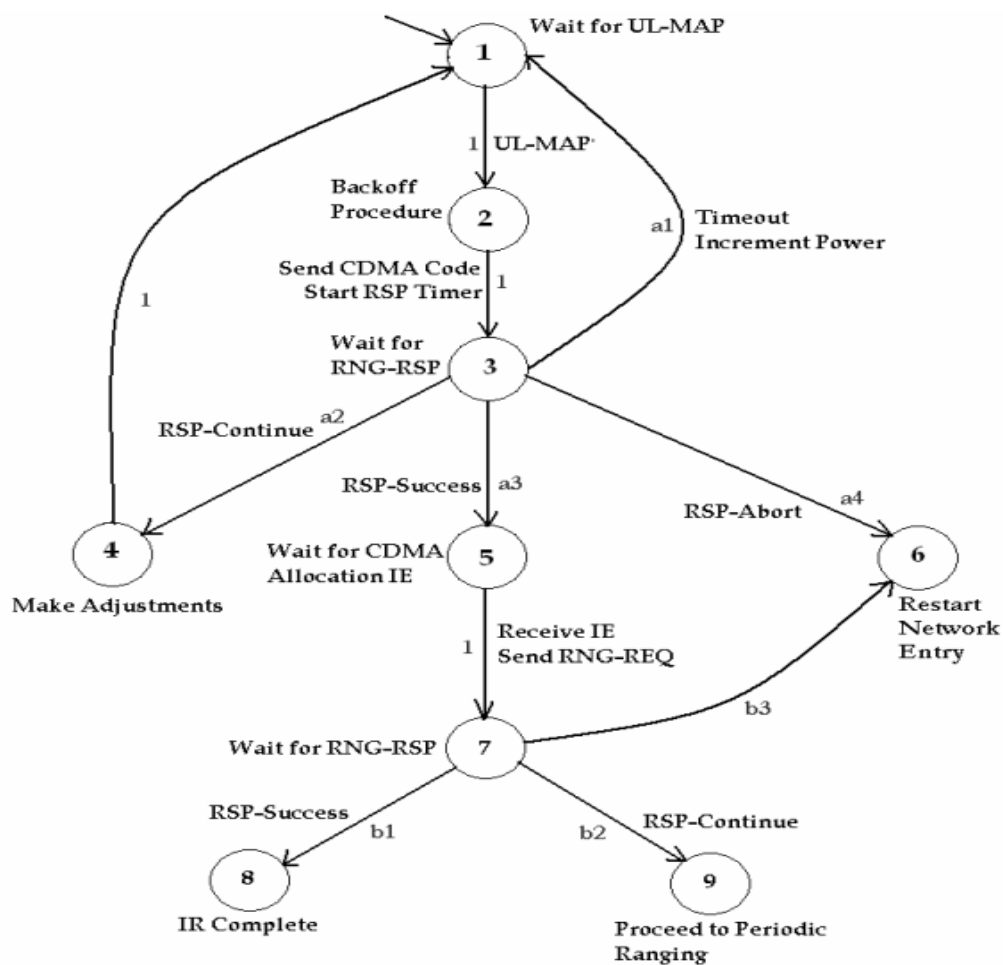 Wait for UL-MAP
1
1 UL-MAP
Backoff
Procedure
2
a1
Timeout
Increment Power
Send CDMA Code
Start RSP Timer
1
1
Wait for
RNG-RSP
3
RSP-Continue
a2
RSP-Success
a3
RSP-Abort
a4
4
Make Adjustments
Wait for CDMA
Allocation IE
5
6
Restart
Network
Entry
1
Receive IE
Send RNG-REQ
b3
Wait for RNG-RSP
7
RSP-Success
b1
b2
RSP-Continue
8
IR Complete
9
Proceed to Periodic
Ranging